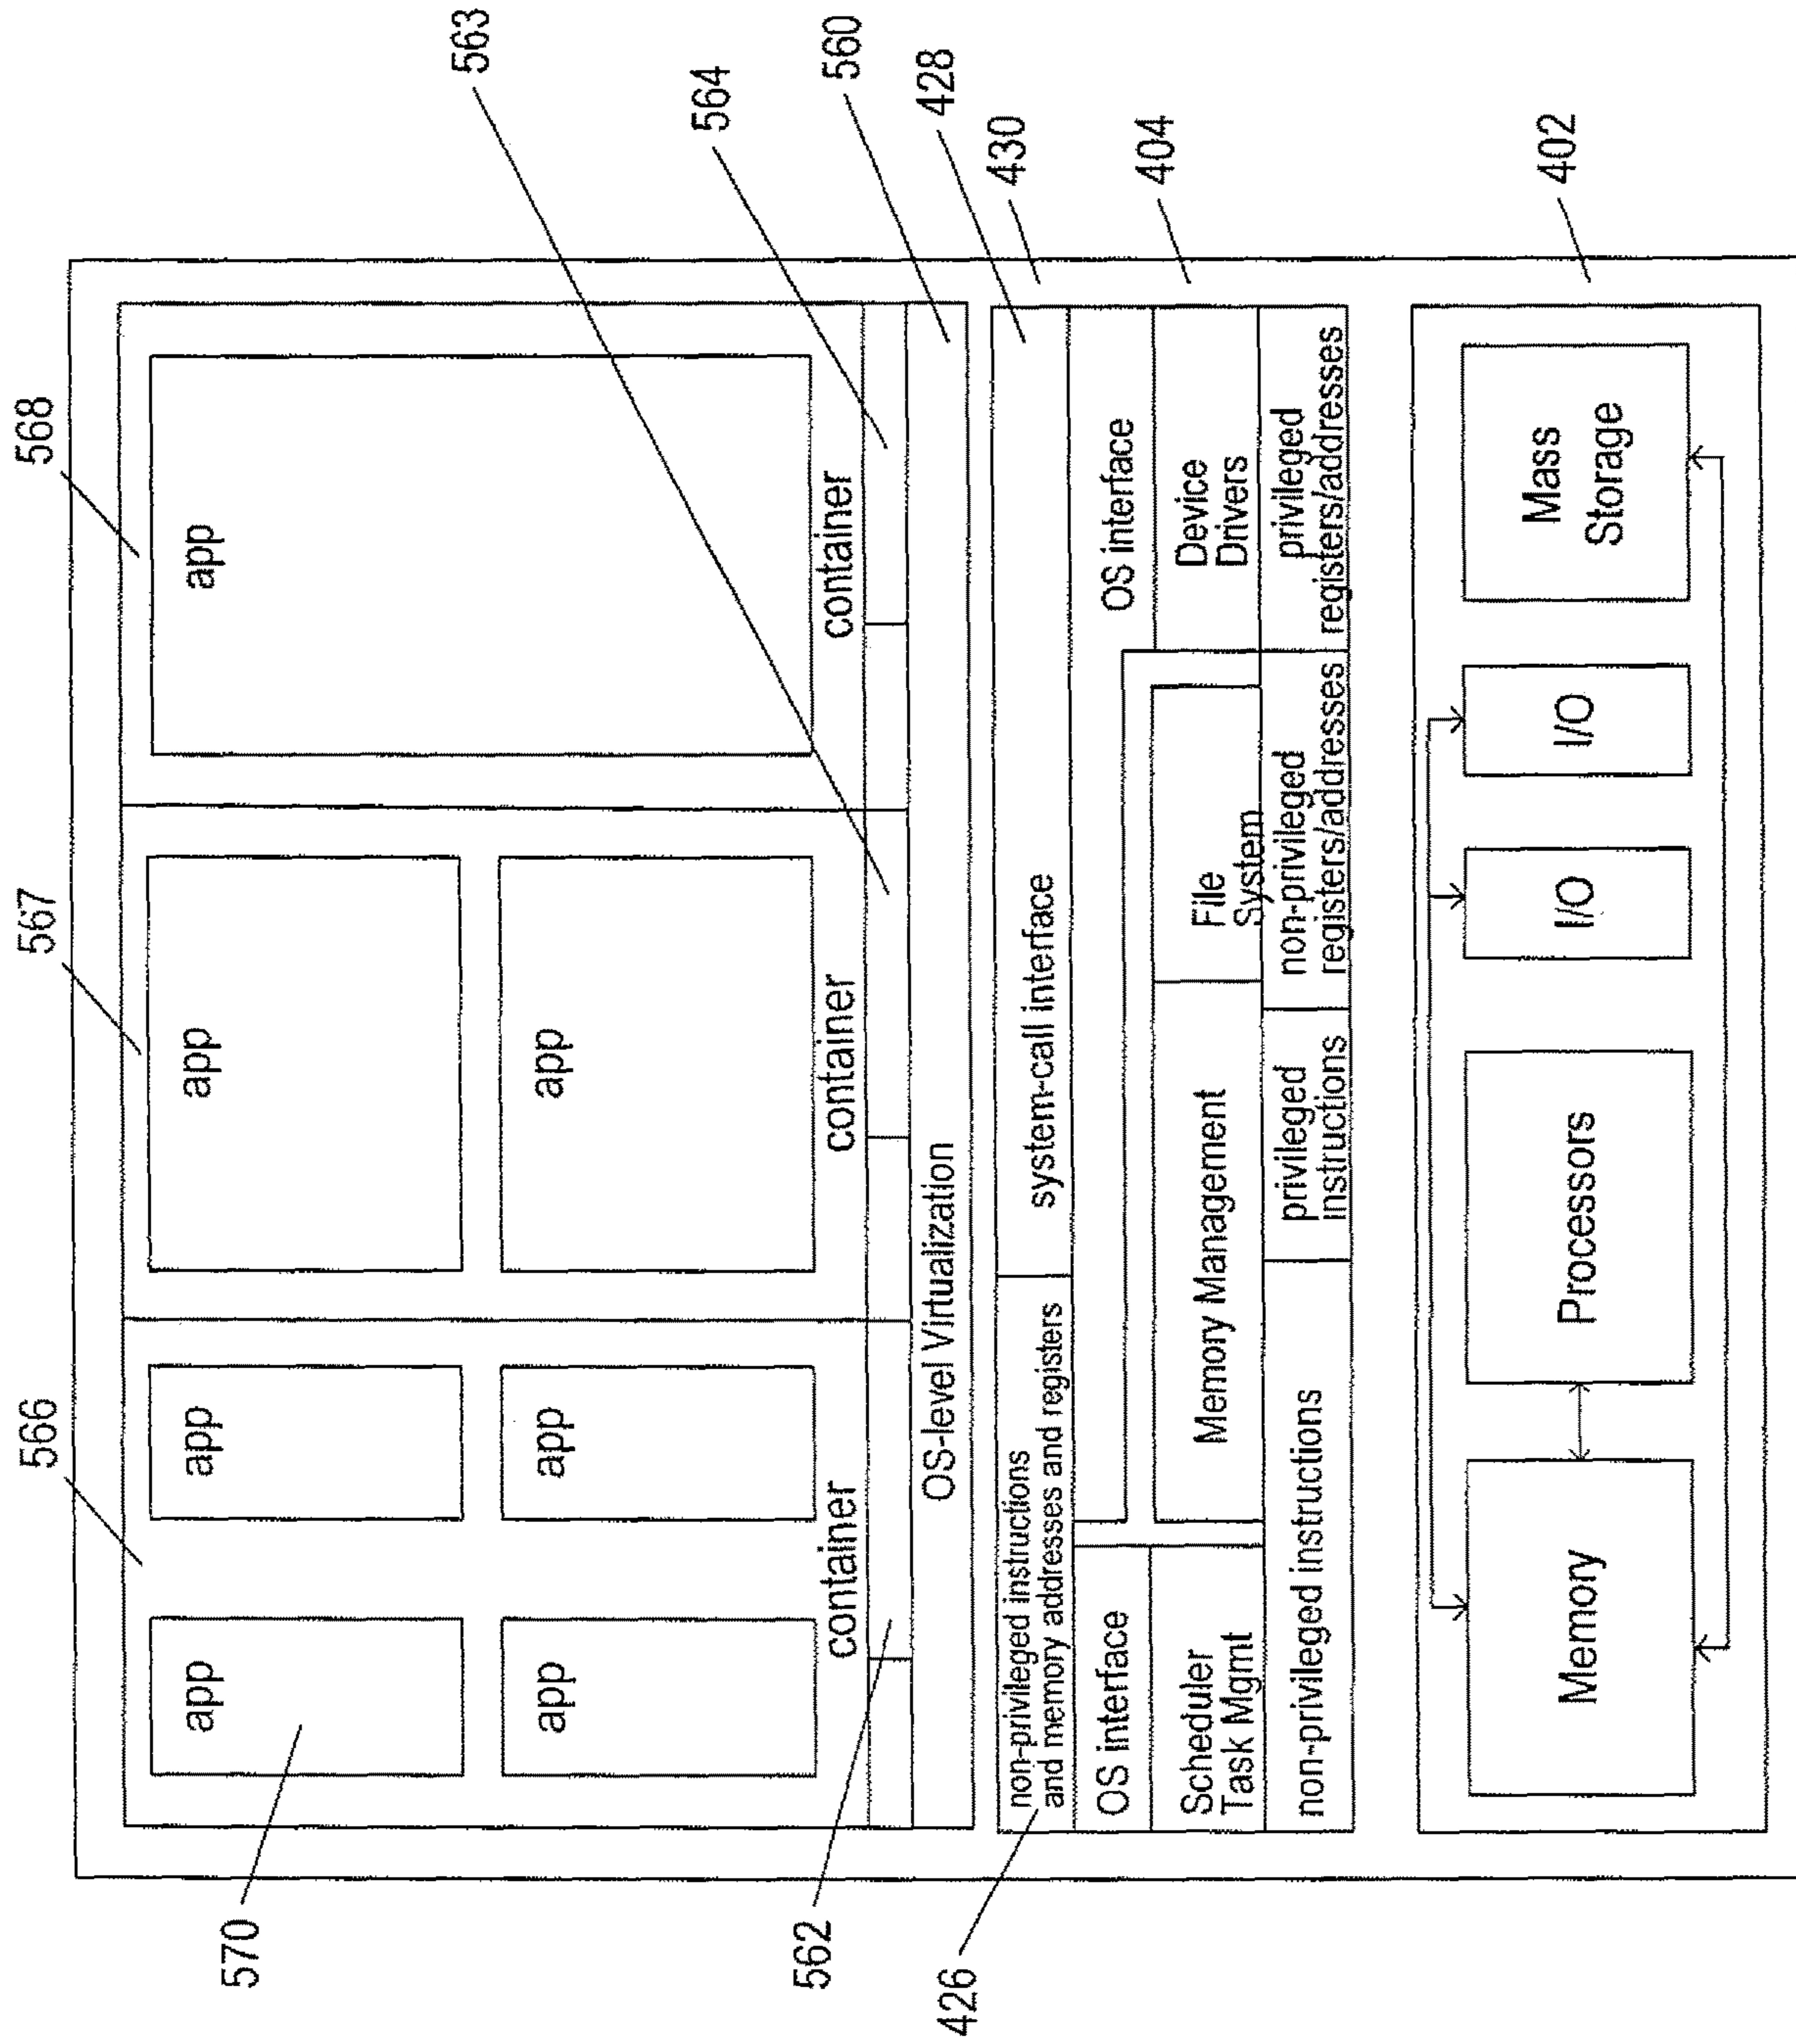 566
567
568
563
564
560
428
430
404
402
570
562
426
app
app
app
app
container
app
app
container
app
container
OS-level Virtualization
non-privileged instructions
and memory addresses and registers
system-call interface
OS interface
OS interface
Scheduler
Task Mgmt
Memory Management
File
System
Device
Drivers
non-privileged instructions
privileged
instructions
non-privileged
registers/addresses
privileged
registers/addresses
Memory
Processors
I/O
I/O
Mass
Storage